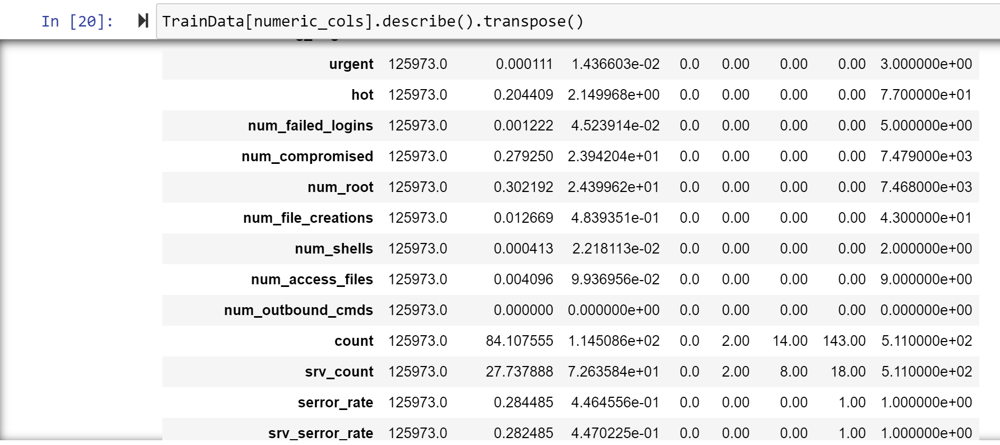 In [20]: TrainData[numeric_cols].describe().transpose()
urgent 125973.0 0.000111 1.436603e-02 0.0 0.00 0.00 0.00 3.000000e+00
hot 125973.0 0.204409 2.149968e+00 0.0 0.00 0.00 0.00 7.700000e+01
num_failed_logins 125973.0 0.001222 4.523914e-02 0.0 0.00 0.00 0.00 5.000000e+00
num_compromised 125973.0 0.279250 2.394204e+01 0.0 0.00 0.00 0.00 7.479000e+03
num_root 125973.0 0.302192 2.439962e+01 0.0 0.00 0.00 0.00 7.468000e+03
num_file_creations 125973.0 0.012669 4.839351e-01 0.0 0.00 0.00 0.00 4.300000e+01
num_shells 125973.0 0.000413 2.218113e-02 0.0 0.00 0.00 0.00 2.000000e+00
num_access_files 125973.0 0.004096 9.936956e-02 0.0 0.00 0.00 0.00 9.000000e+00
num_outbound_cmds 125973.0 0.000000 0.000000e+00 0.0 0.00 0.00 0.00 0.000000e+00
count 125973.0 84.107555 1.145086e+02 0.0 2.00 14.00 143.00 5.110000e+02
srv_count 125973.0 27.737888 7.263584e+01 0.0 2.00 8.00 18.00 5.110000e+02
serror_rate 125973.0 0.284485 4.464556e-01 0.0 0.00 0.00 1.00 1.000000e+00
srv_serror_rate 125973.0 0.282485 4.470225e-01 0.0 0.00 0.00 1.00 1.000000e+00